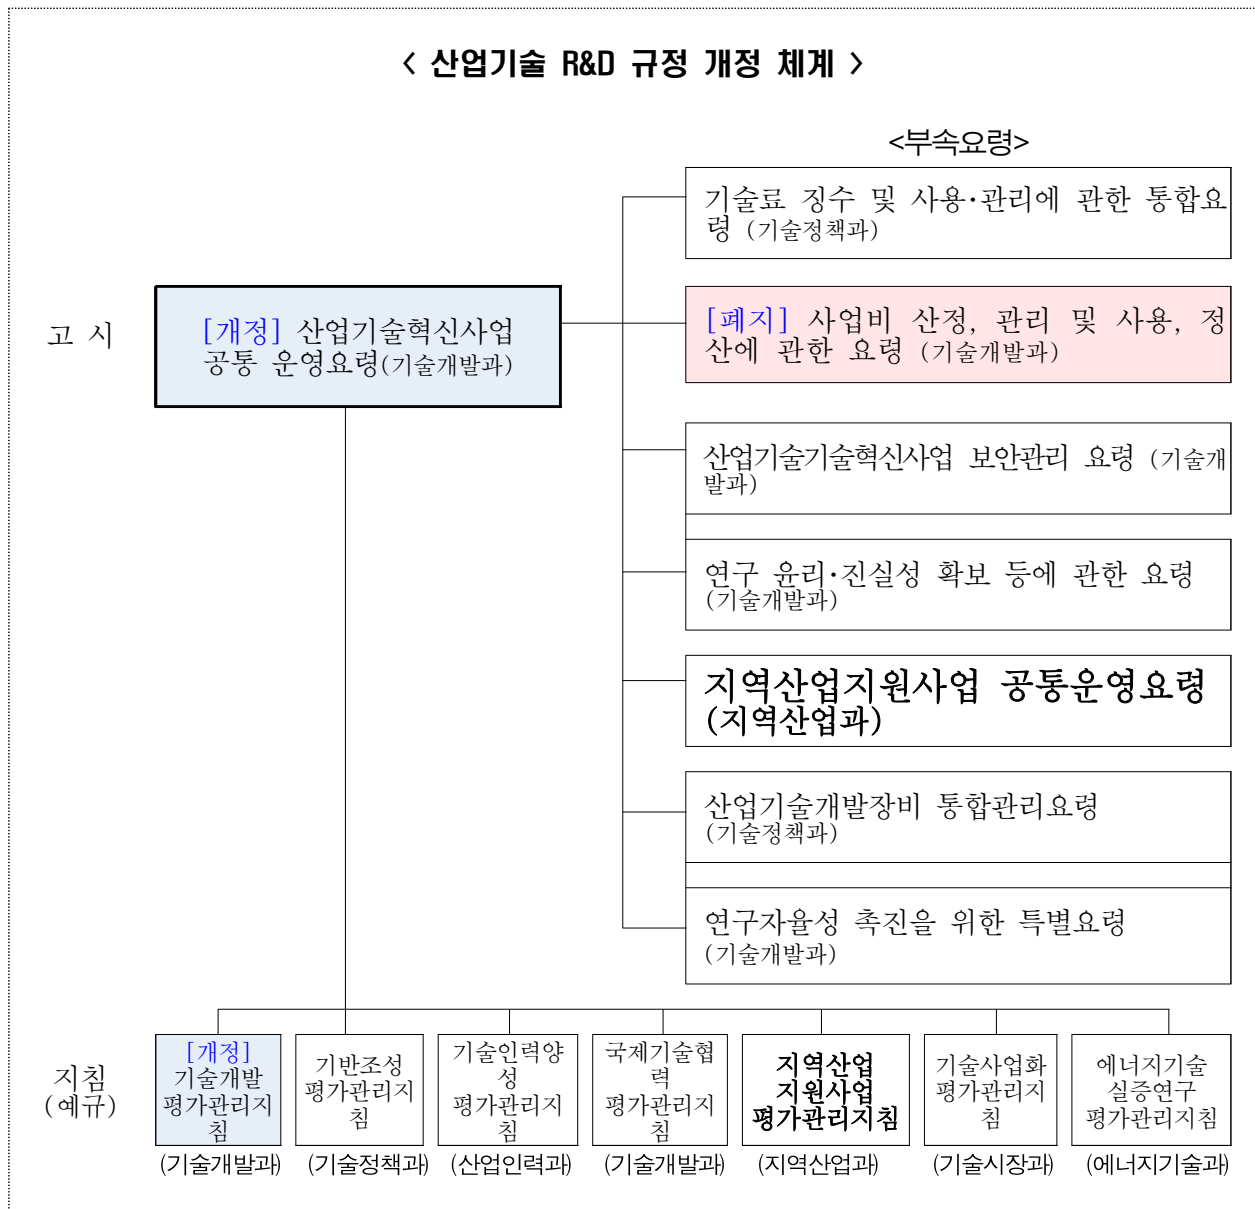 < 산업기술 R&D 규정 개정 체계 >
<부속요령>
기술료 징수 및 사용·관리에 관한 통합요
령 (기술정책과)
고 시
[개정] 산업기술혁신사업
공통 운영요령(기술개발과)
[폐지] 사업비 산정, 관리 및 사용, 정
산에 관한 요령 (기술개발과)
산업기술기술혁신사업 보안관리 요령 (기술개
발과)
연구 윤리·진실성 확보 등에 관한 요령
(기술개발과)
지역산업지원사업 공통운영요령
(지역산업과)
산업기술개발장비 통합관리요령
(기술정책과)
연구자율성 촉진을 위한 특별요령
(기술개발과)
지침
(예규)
[개정]
기술개발
평가관리지
침
(기술개발과)
기반조성
평가관리지
침
(기술정책과)
기술인력양
성
평가관리지
침
(산업인력과)
국제기술협
력
평가관리지
침
(기술개발과)
지역산업
지원사업
평가관리지침
(지역산업과)
기술사업화
평가관리지
침
(기술시장과)
에너지기술
실증연구
평가관리지침
(에너지기술과)